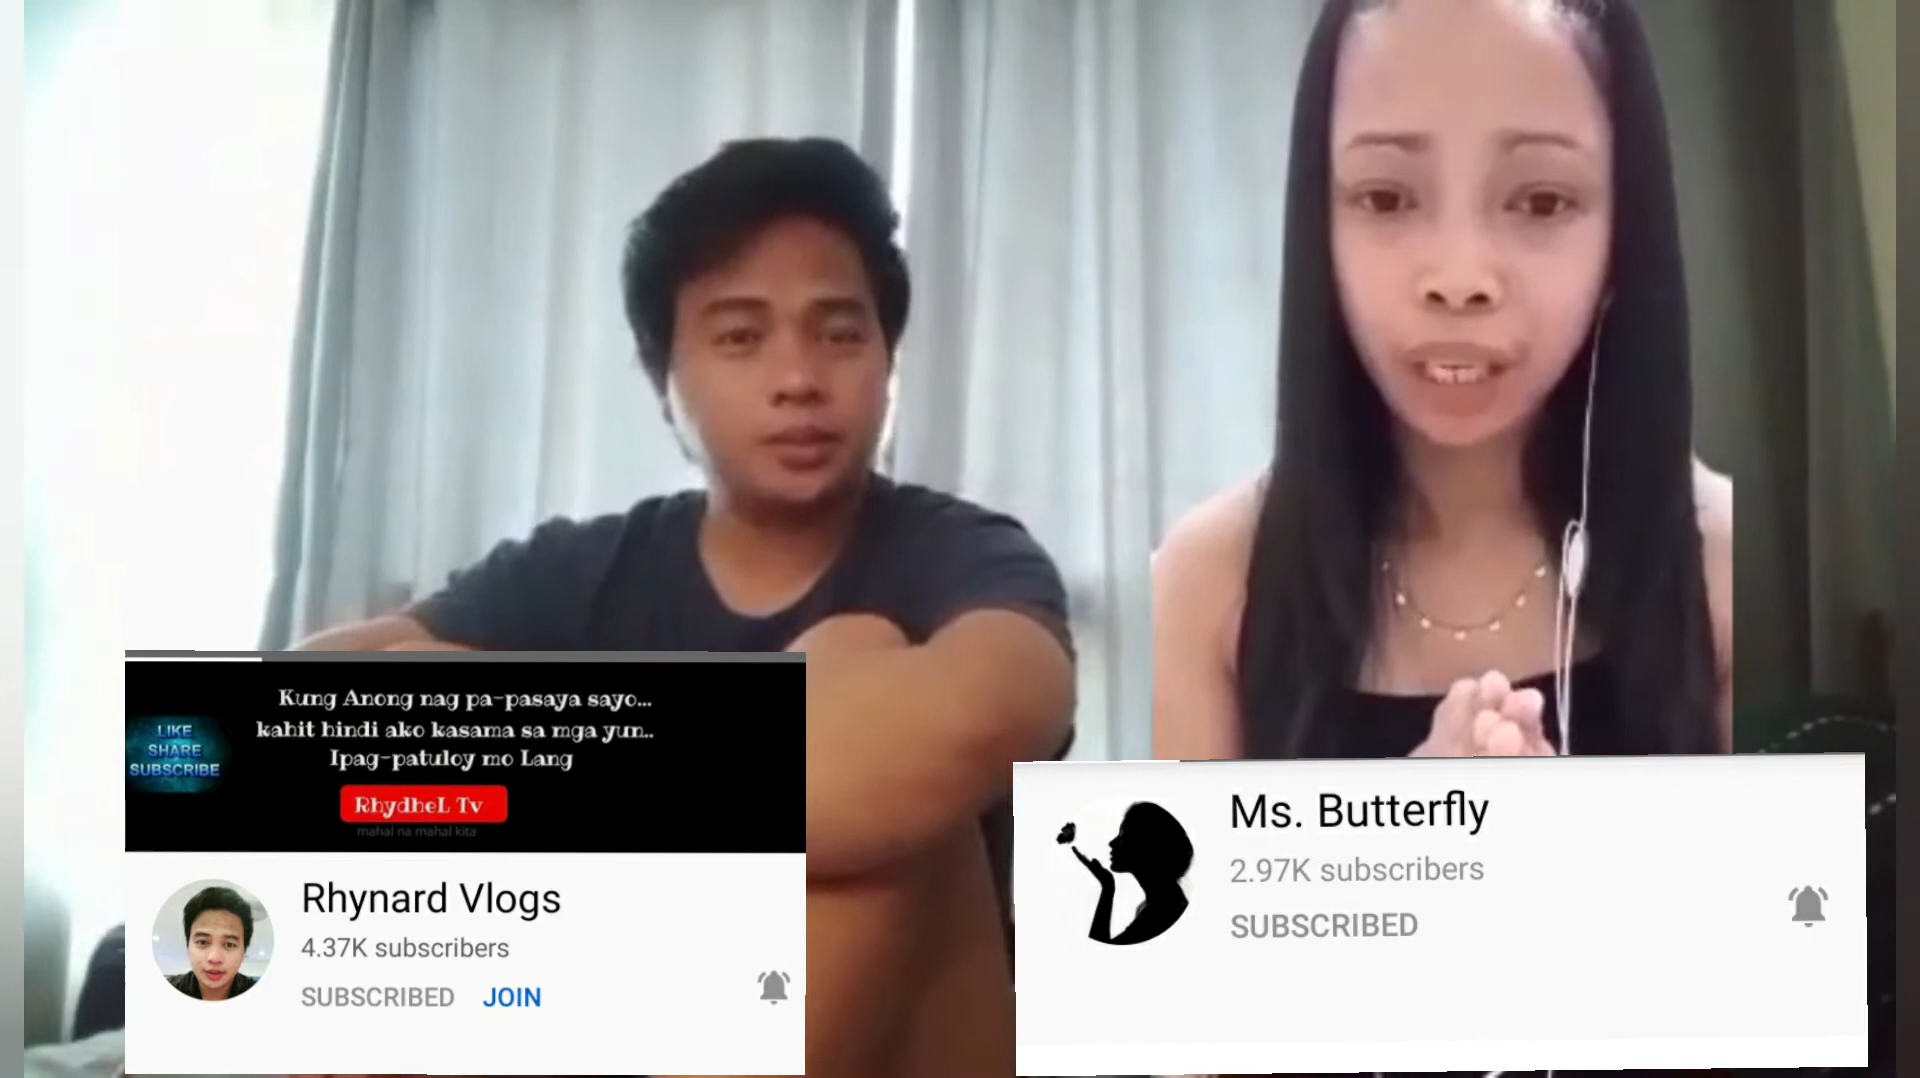 Kung Anong nag pa-pasaya sayo...
kahit hindi ako kasama sa mga yun..
Ipag-patuloy mo Lang
LIKE
SHARE
SUBSCRIBE
RhydheL Tv
mahal na mahal kita
Rhynard Vlogs
4.37K subscribers
SUBSCRIBED JOIN
Ms. Butterfly
2.97K subscribers
SUBSCRIBED